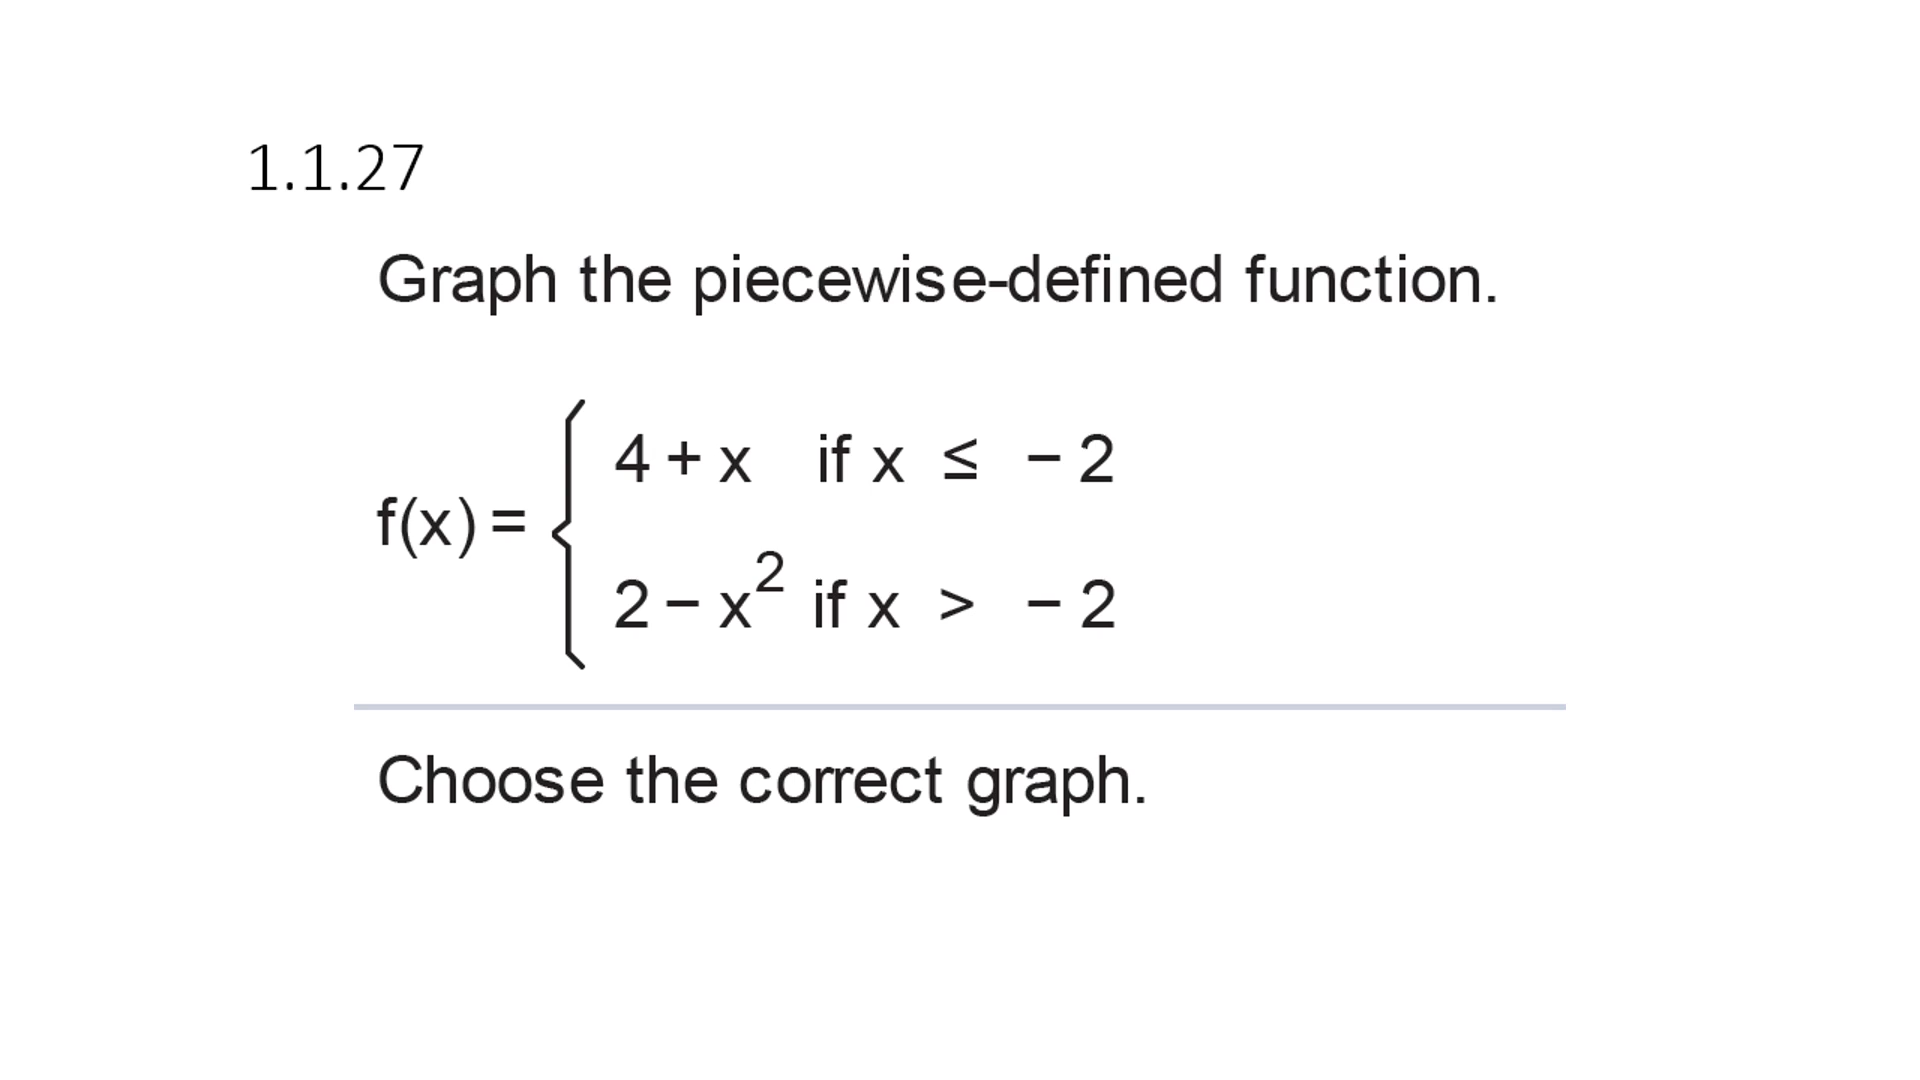 1.1.27
Graph the piecewise-defined function.
4 + x if x ≤ − 2
f(x) =
2 − x² if x > − 2
Choose the correct graph.